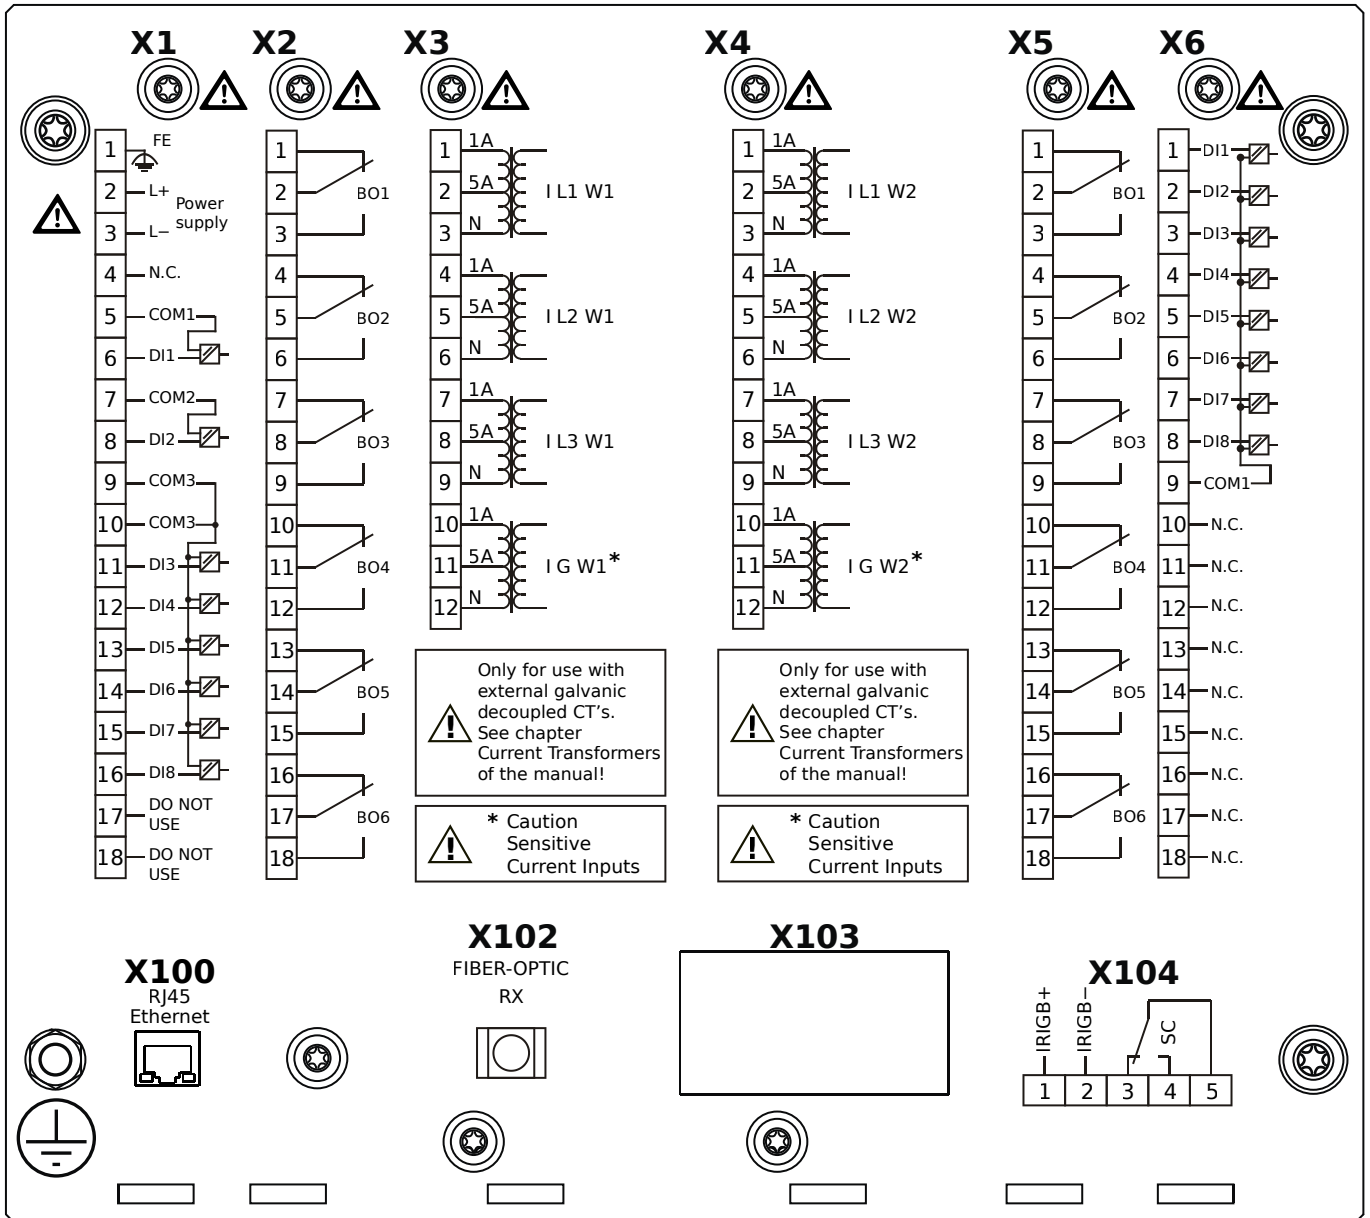 X1 X2 X3 X4 X5 X6
1 FE
2 L+
Power
supply
3 L−
4 N.C.
5 COM1
6 DI1
7 COM2
8 DI2
9 COM3
10 COM3
11 DI3
12 DI4
13 DI5
14 DI6
15 DI7
16 DI8
17 DO NOT
USE
18 DO NOT
USE
1
2 BO1
3
4
5 BO2
6
7
8 BO3
9
10
11 BO4
12
13
14 BO5
15
16
17 BO6
18
1 1A
2 5A I L1 W1
3 N
4 1A
5 5A I L2 W1
6 N
7 1A
8 5A I L3 W1
9 N
10 1A
11 5A I G W1*
12 N
Only for use with
external galvanic
decoupled CT's.
See chapter
Current Transformers
of the manual!
* Caution
Sensitive
Current Inputs
1 1A
2 5A I L1 W2
3 N
4 1A
5 5A I L2 W2
6 N
7 1A
8 5A I L3 W2
9 N
10 1A
11 5A I G W2*
12 N
Only for use with
external galvanic
decoupled CT's.
See chapter
Current Transformers
of the manual!
* Caution
Sensitive
Current Inputs
1
2 BO1
3
4
5 BO2
6
7
8 BO3
9
10
11 BO4
12
13
14 BO5
15
16
17 BO6
18
1 DI1
2 DI2
3 DI3
4 DI4
5 DI5
6 DI6
7 DI7
8 DI8
9 COM1
10 N.C.
11 N.C.
12 N.C.
13 N.C.
14 N.C.
15 N.C.
16 N.C.
17 N.C.
18 N.C.
X100
RJ45
Ethernet
X102
FIBER-OPTIC
RX
X103
X104
IRIGB+
IRIGB−
SC
1 2 3 4 5